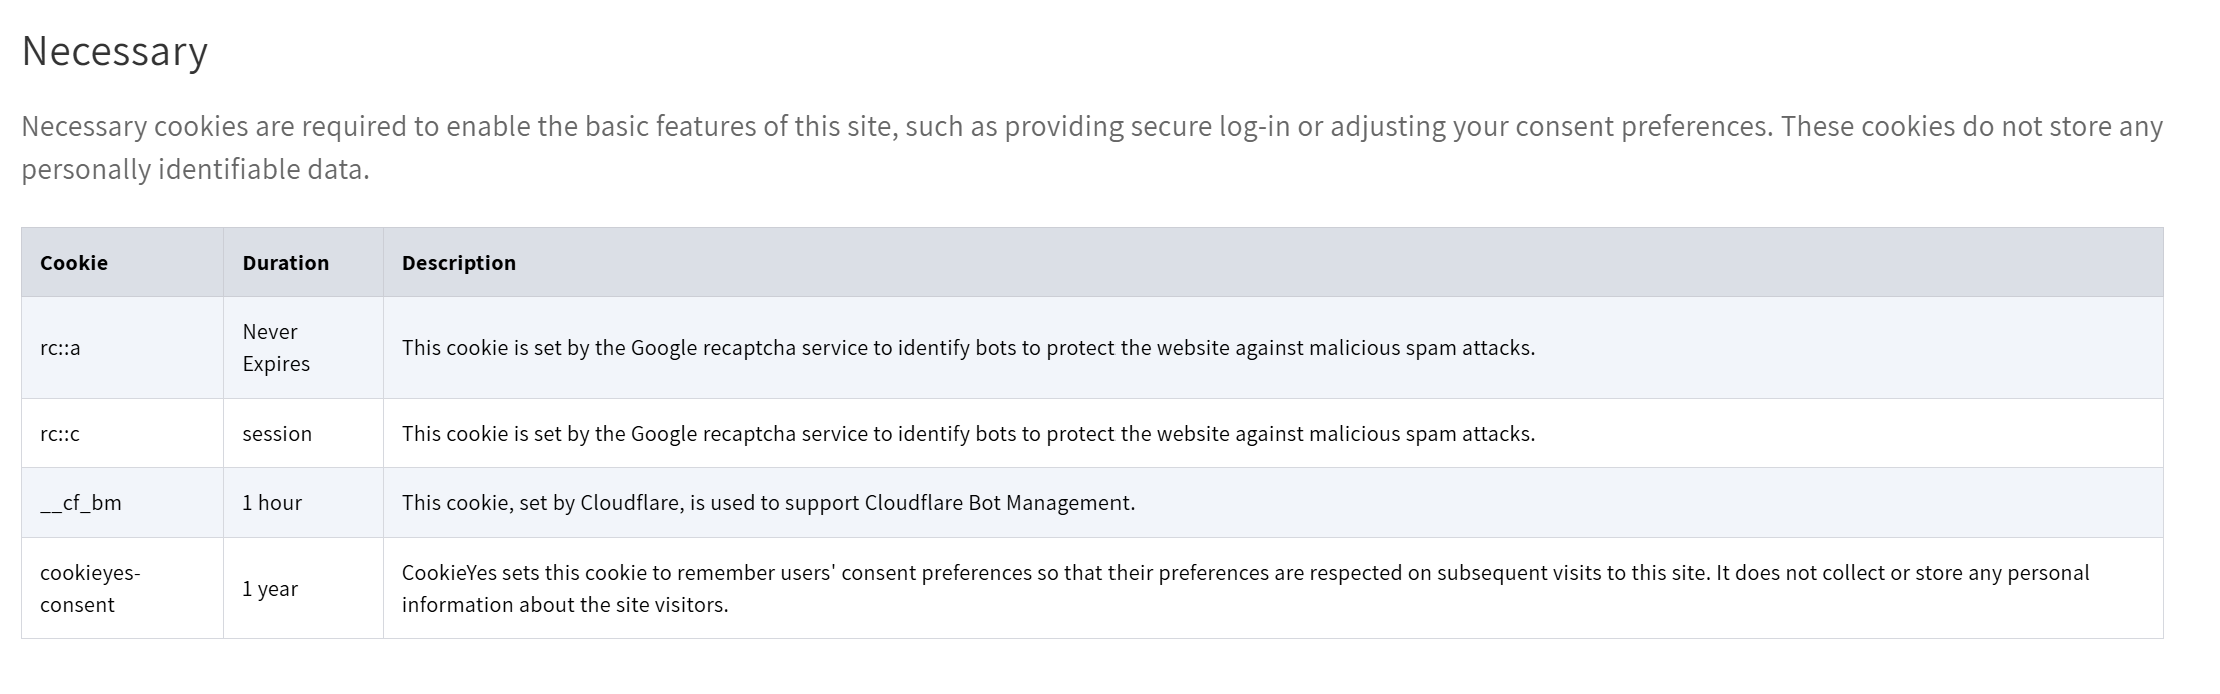 Necessary
Necessary cookies are required to enable the basic features of this site, such as providing secure log-in or adjusting your consent preferences. These cookies do not store any
personally identifiable data.
Cookie Duration Description
rc::a Never Expires This cookie is set by the Google recaptcha service to identify bots to protect the website against malicious spam attacks.
rc::c session This cookie is set by the Google recaptcha service to identify bots to protect the website against malicious spam attacks.
__cf_bm 1 hour This cookie, set by Cloudflare, is used to support Cloudflare Bot Management.
cookieyes-
consent
1 year
CookieYes sets this cookie to remember users' consent preferences so that their preferences are respected on subsequent visits to this site. It does not collect or store any personal
information about the site visitors.